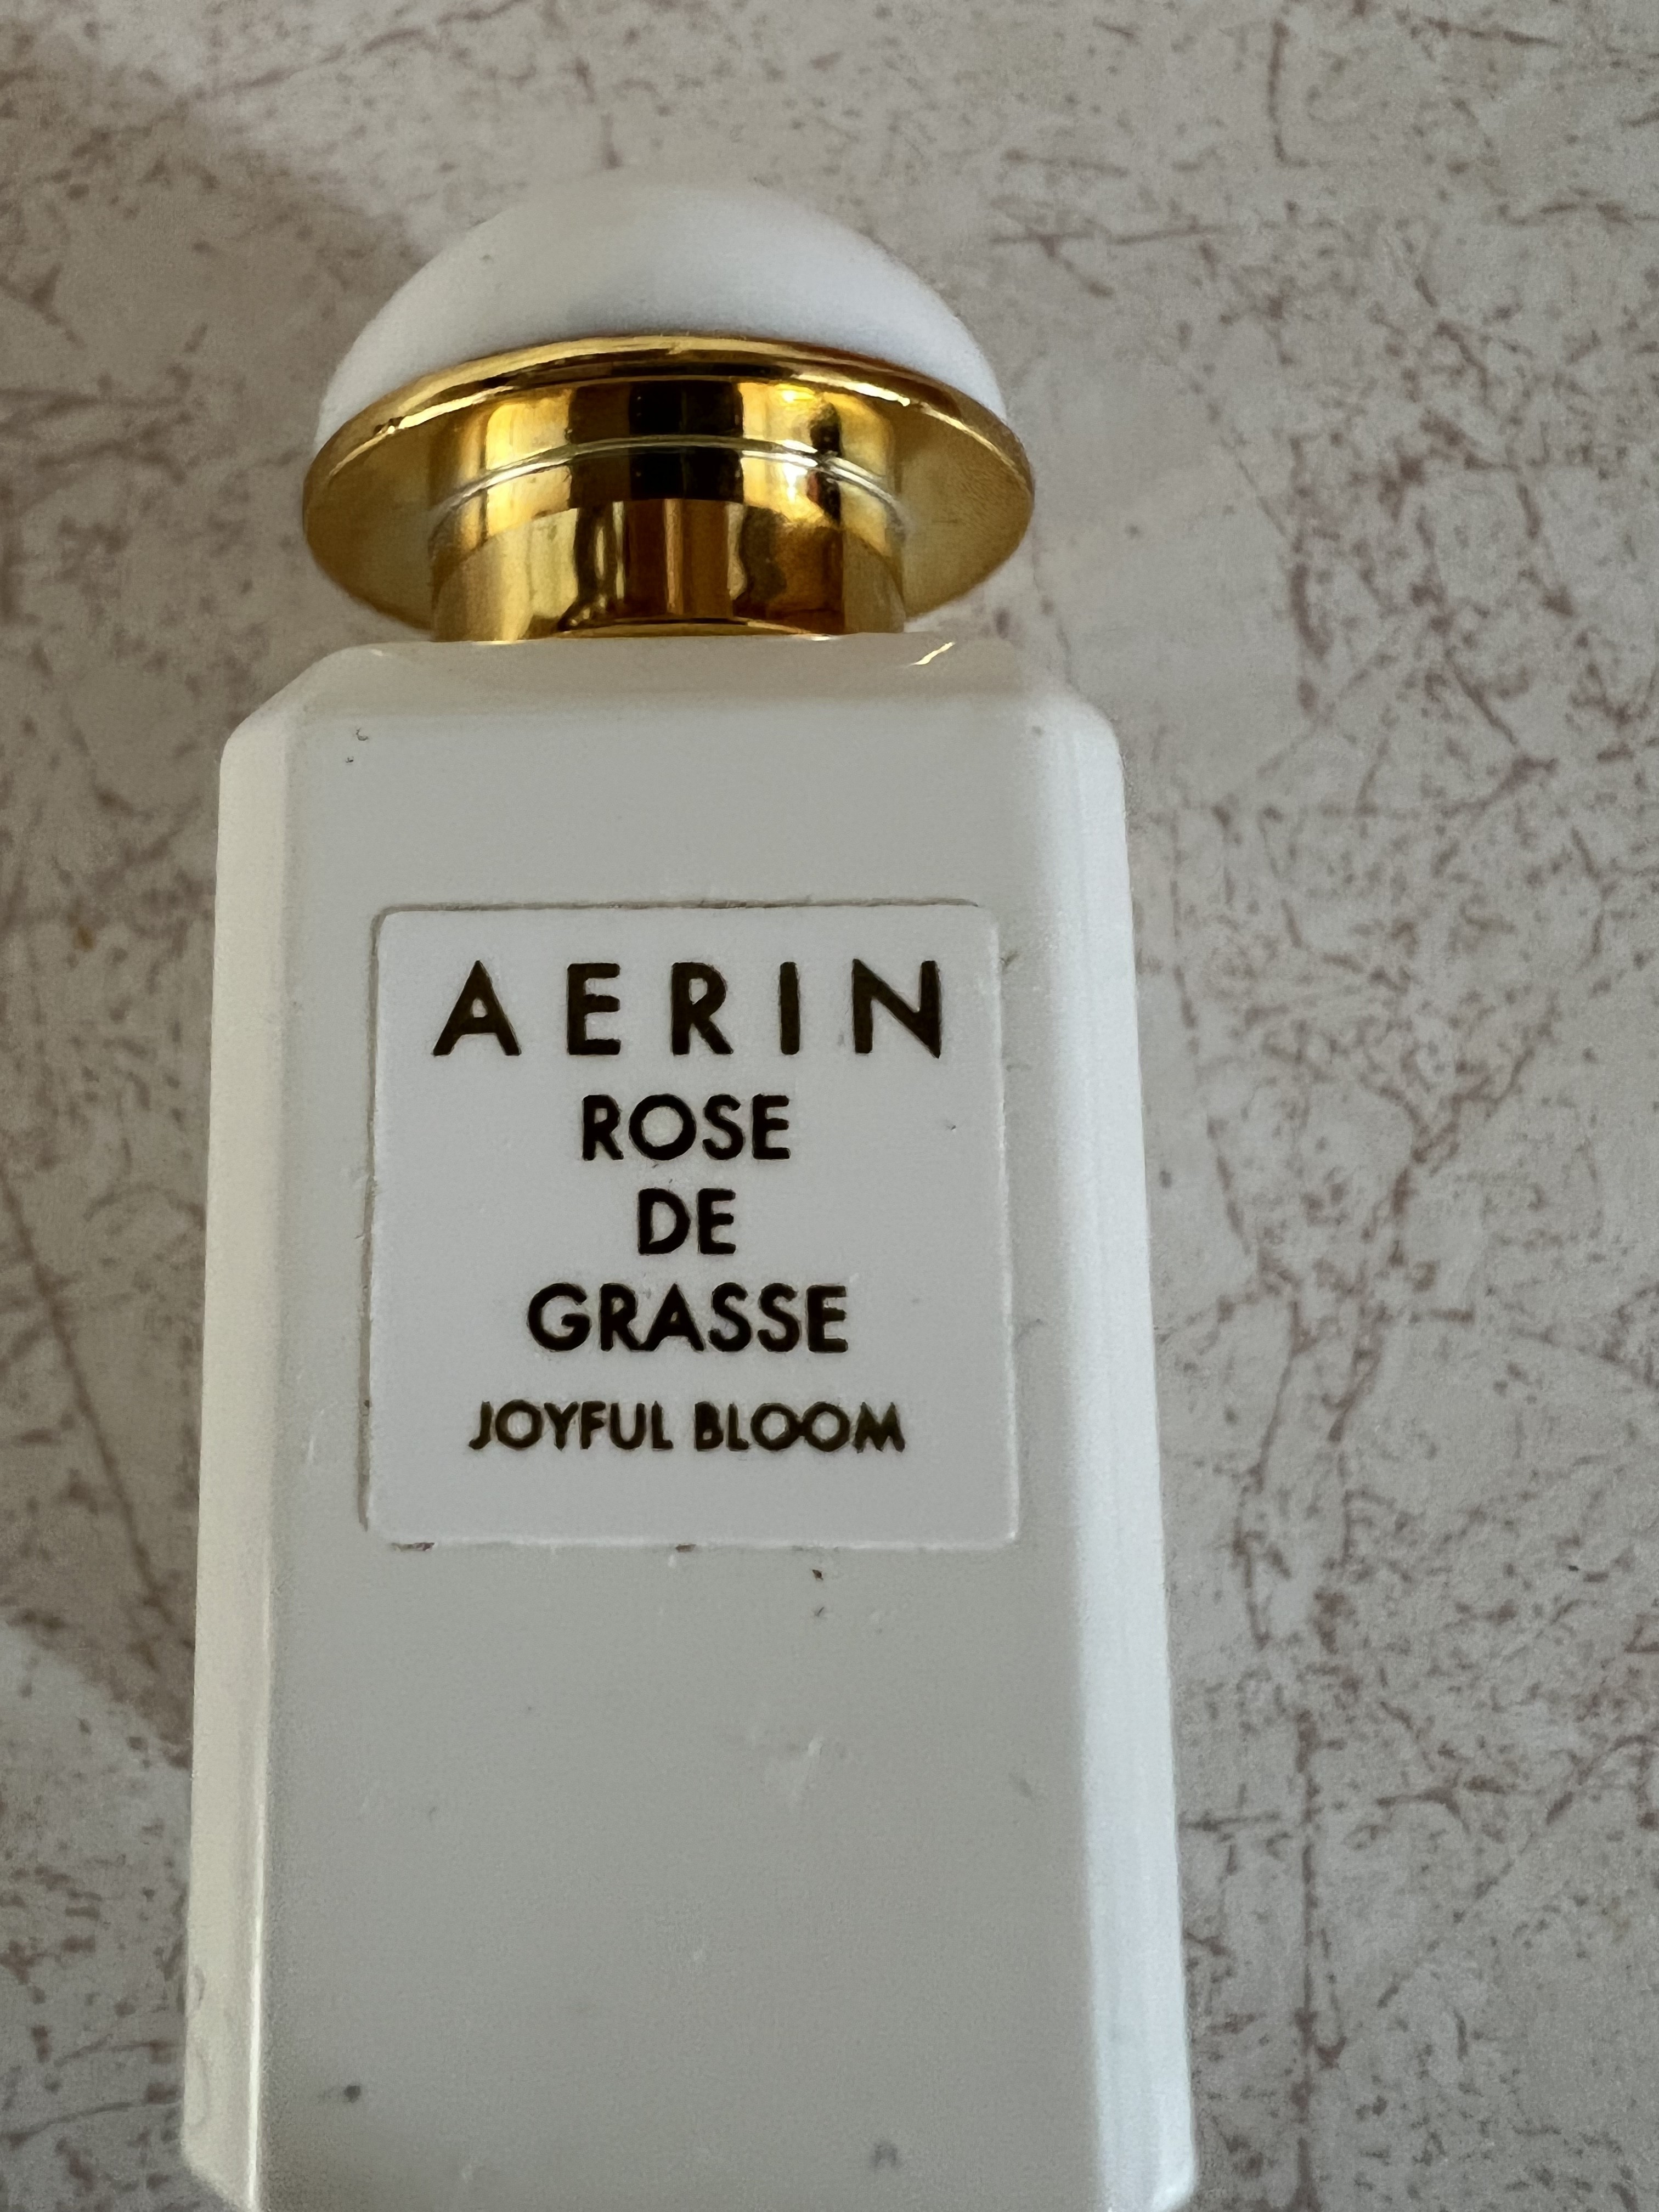 AERIN
ROSE
DE
GRASSE
JOYFUL BLOOM